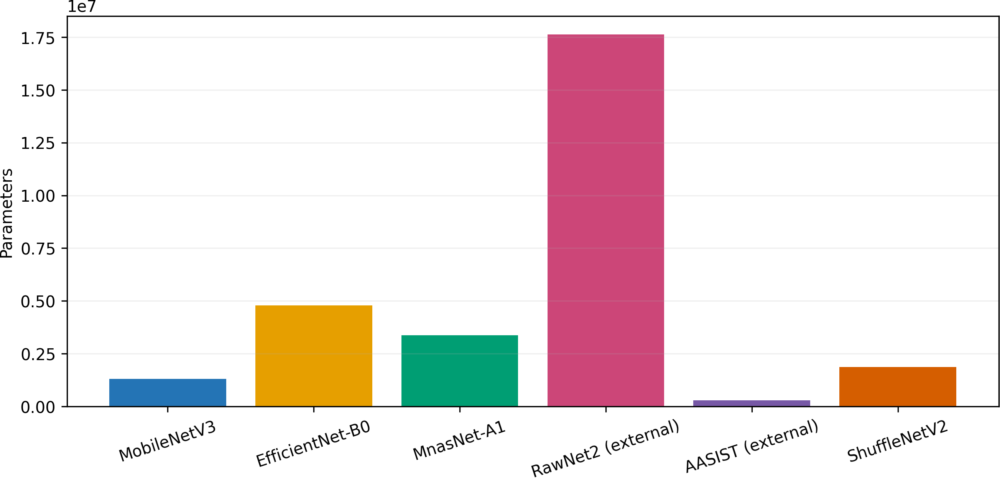 1e7
1.75
1.50
1.25
1.00
0.75
0.50
0.25
0.00
Parameters
MobileNetV3
EfficientNet-B0
MnasNet-A1
RawNet2 (external)
AASIST (external)
ShuffleNetV2